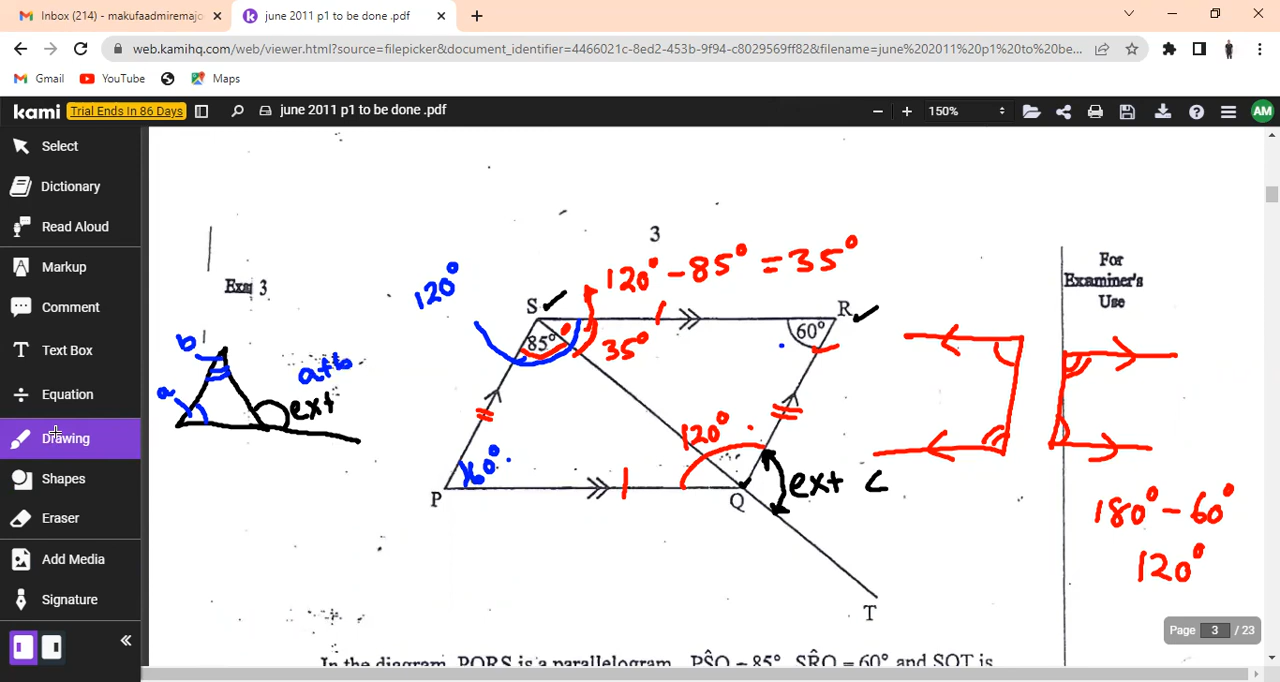 Inbox (214) - makufaadmiremajo
june 2011 p1 to be done .pdf
web.kamihq.com/web/viewer.html?source=filepicker&document_identifier=4466021c-8ed2-453b-9f94-c8029569ff82&filename=june%202011%20p1%20to%20be...
Gmail YouTube Maps
kami Trial Ends In 86 Days june 2011 p1 to be done .pdf 150% AM
Select
Dictionary
Read Aloud
Markup
Comment
Text Box
Equation
Drawing
Shapes
Eraser
Add Media
Signature
3
For
Examiner's
Use
3
120° - 85° = 35°
120°
S
R
85°
35°
60°
b
a+b
a
ext
120°
60°
P
Q
ext <
180° - 60°
120°
T
Page 3 / 23
In the diagram, PQRS is a parallelogram, PŜQ = 85°, SR̂Q = 60° and SQT is